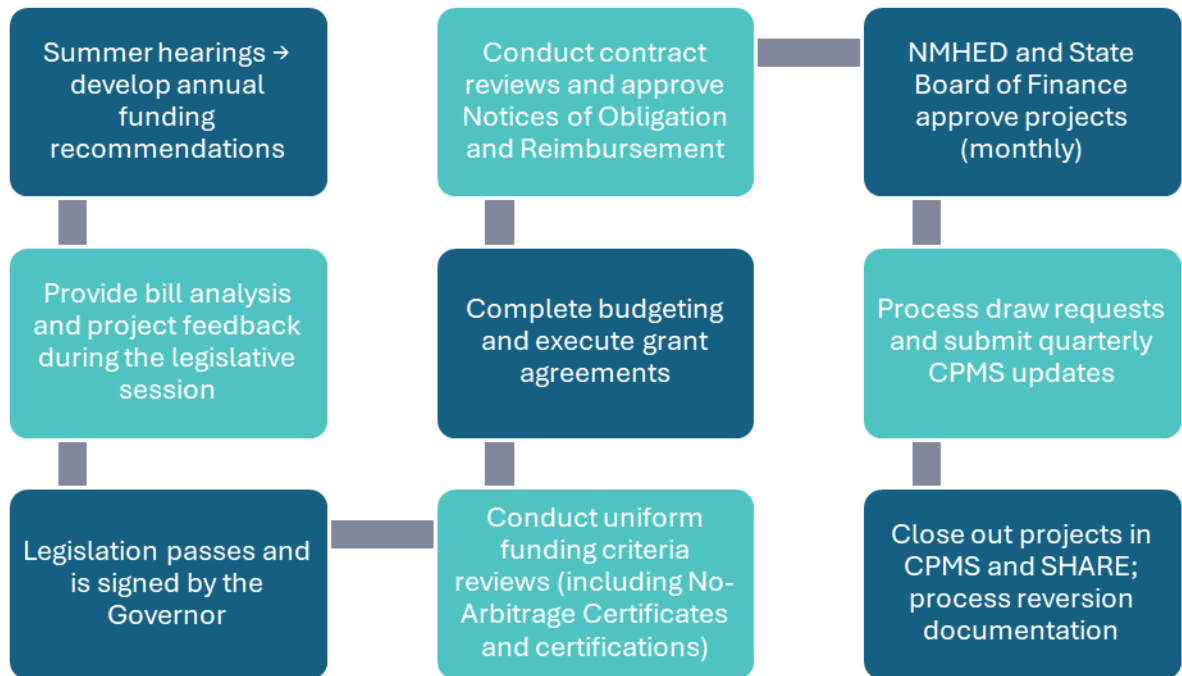 Summer hearings →
develop annual
funding
recommendations
Provide bill analysis
and project feedback
during the legislative
session
Legislation passes and
is signed by the
Governor
Conduct uniform
funding criteria
reviews (including No-
Arbitrage Certificates
and certifications)
Complete budgeting
and execute grant
agreements
Conduct contract
reviews and approve
Notices of Obligation
and Reimbursement
NMHED and State
Board of Finance
approve projects
(monthly)
Process draw requests
and submit quarterly
CPMS updates
Close out projects in
CPMS and SHARE;
process reversion
documentation